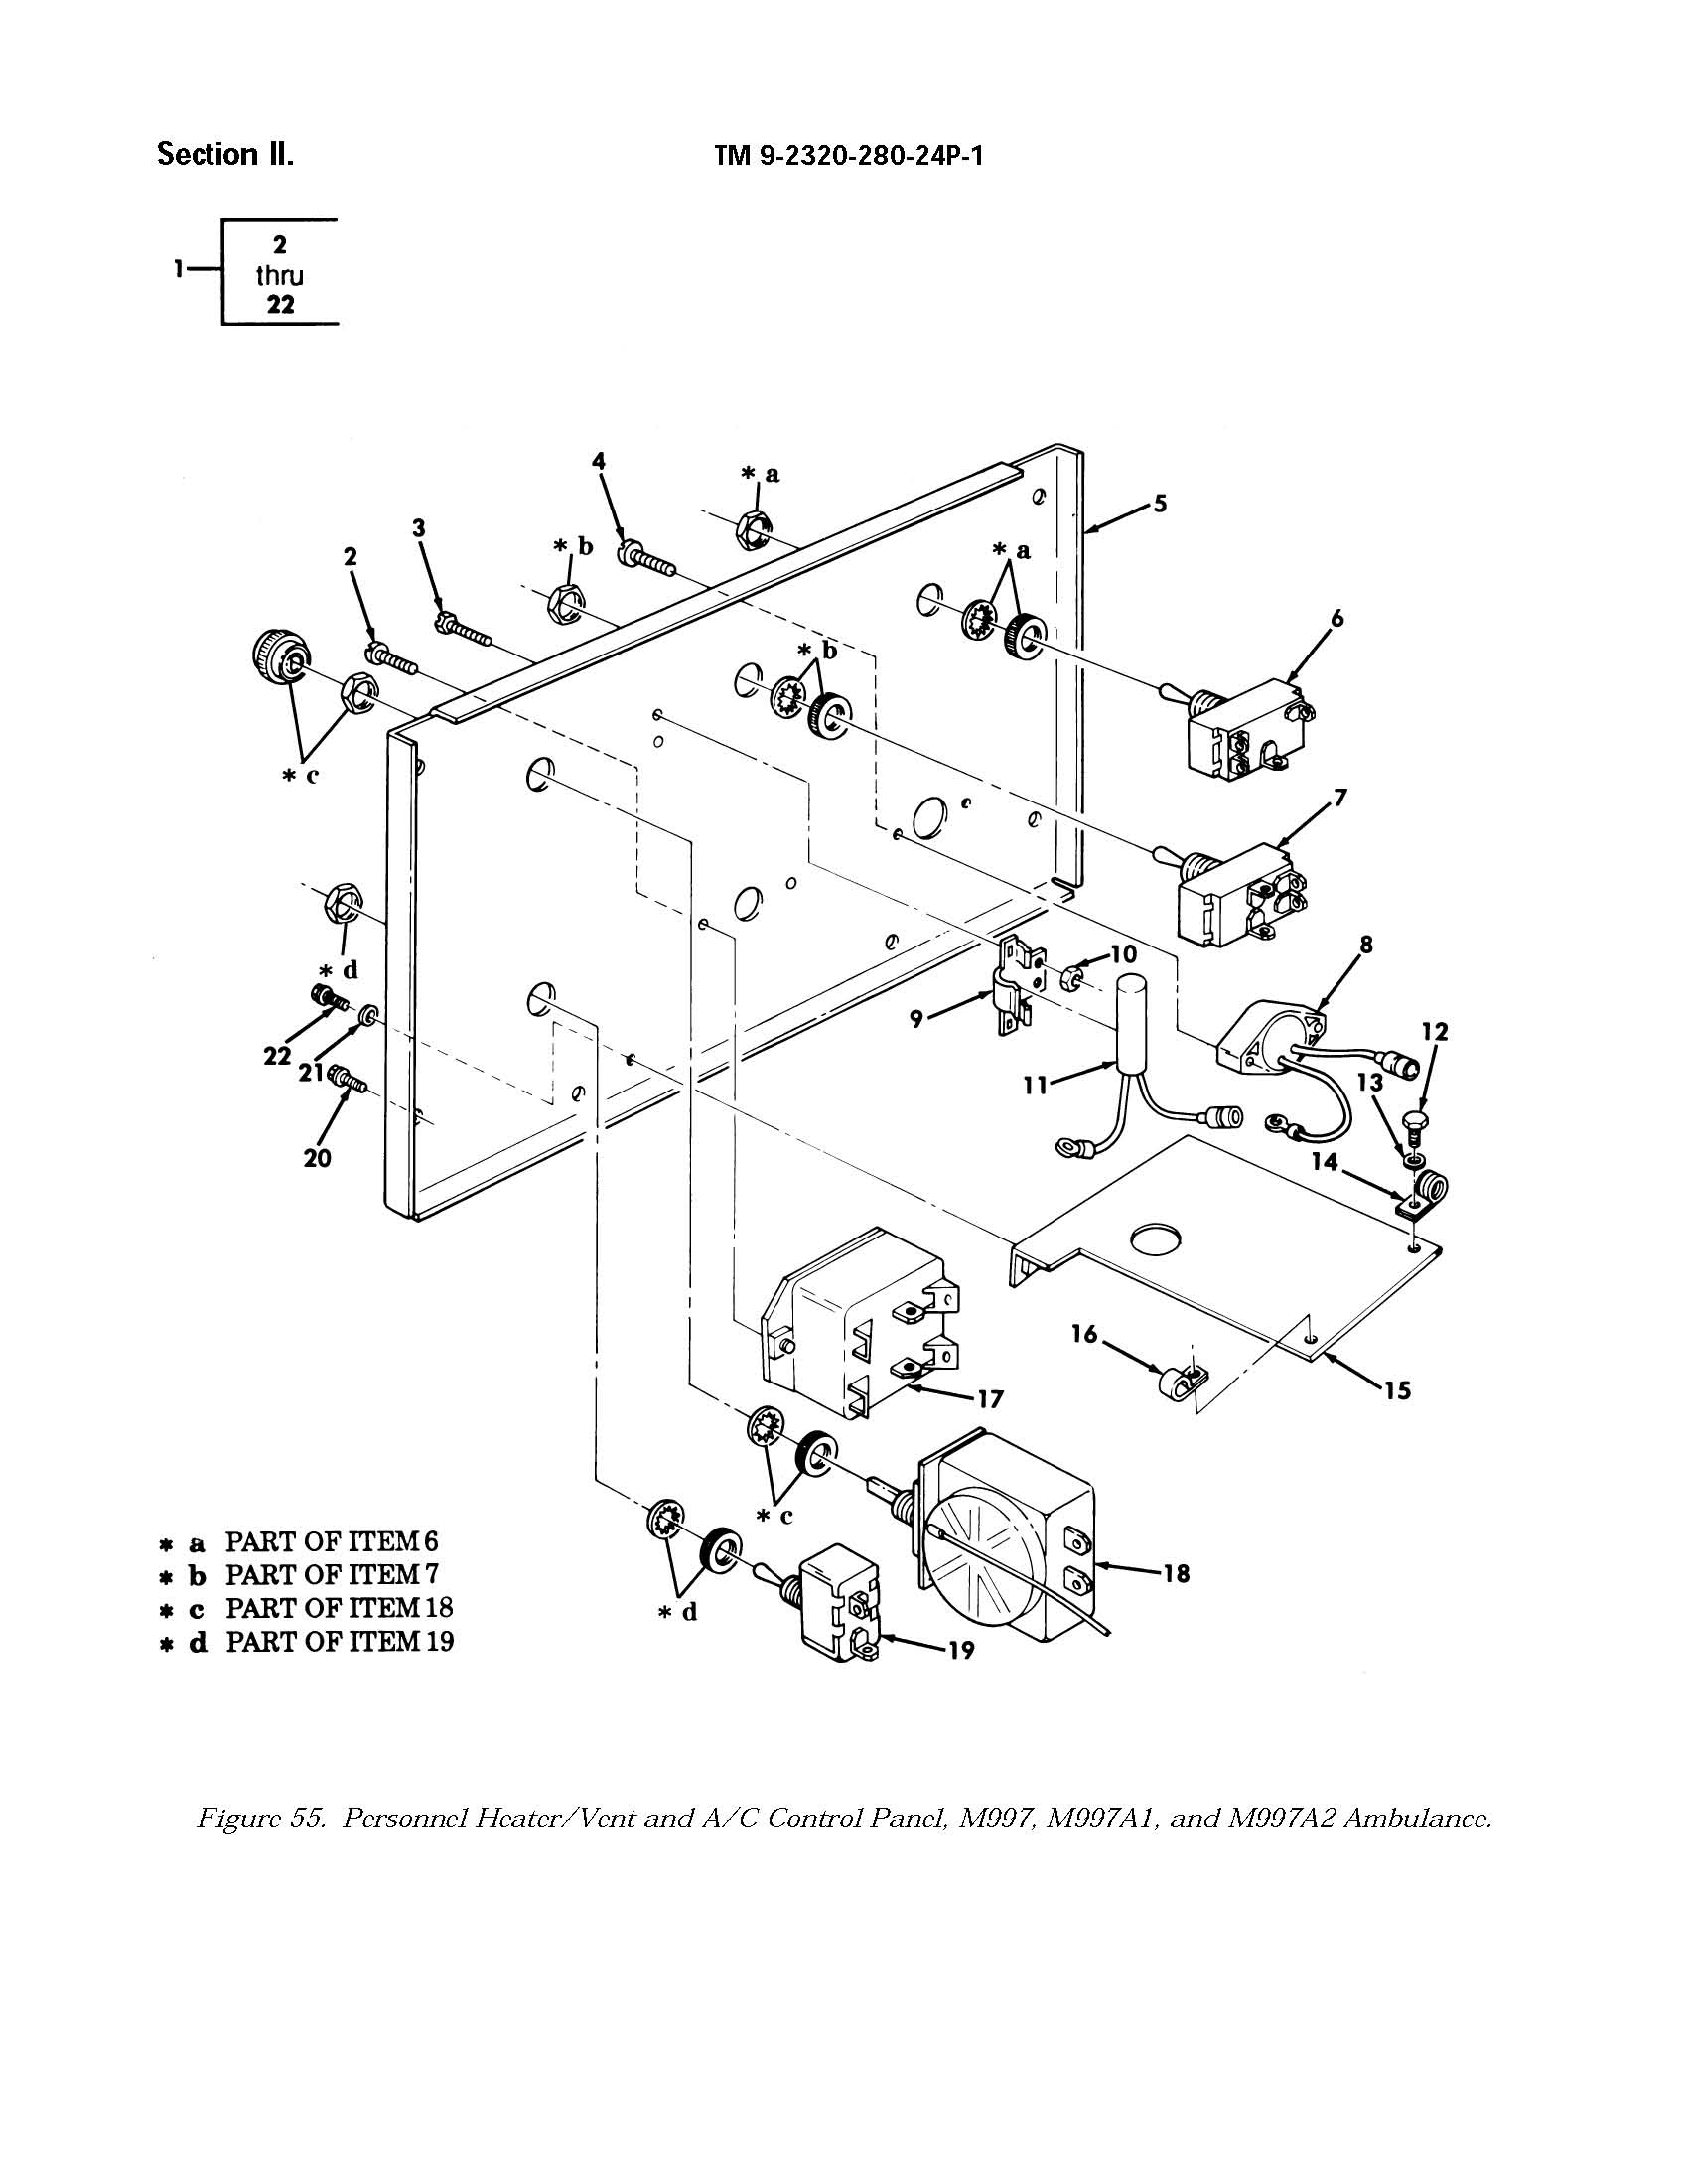 Section II.
TM 9-2320-280-24P-1
1
2
thru
22
4
* a
5
3
* b
* a
2
6
* b
* c
7
* d
10
8
9
12
22
21
11
13
20
14
16
15
17
* c
18
* d
19
* a PART OF ITEM 6
* b PART OF ITEM 7
* c PART OF ITEM 18
* d PART OF ITEM 19
Figure 55. Personnel Heater/Vent and A/C Control Panel, M997, M997A1, and M997A2 Ambulance.